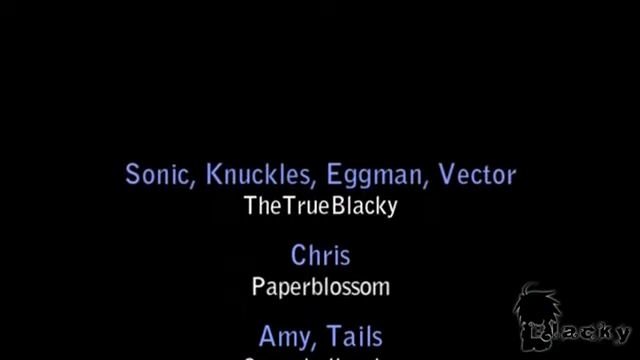 Sonic, Knuckles, Eggman, Vector
TheTrueBlacky
Chris
Paperblossom
Amy, Tails
Blacky